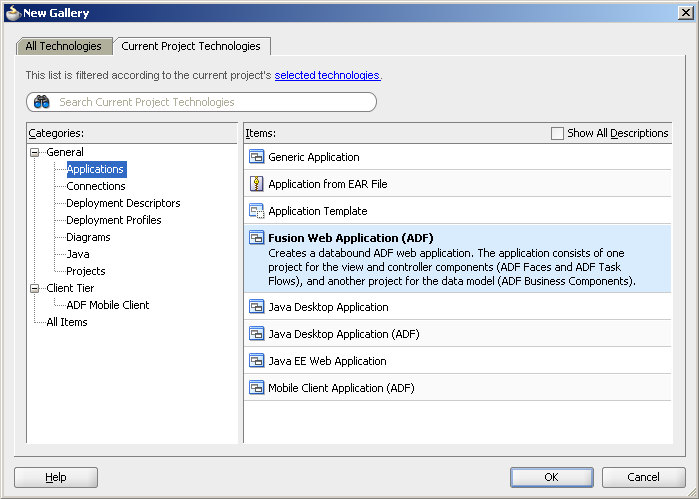 New Gallery
All Technologies
Current Project Technologies
This list is filtered according to the current project's selected technologies.
Search Current Project Technologies
Categories:
General
Applications
Connections
Deployment Descriptors
Deployment Profiles
Diagrams
Java
Projects
Client Tier
ADF Mobile Client
All Items
Items:
Show All Descriptions
Generic Application
Application from EAR File
Application Template
Fusion Web Application (ADF)
Creates a databound ADF web application. The application consists of one
project for the view and controller components (ADF Faces and ADF Task
Flows), and another project for the data model (ADF Business Components).
Java Desktop Application
Java Desktop Application (ADF)
Java EE Web Application
Mobile Client Application (ADF)
Help
OK
Cancel